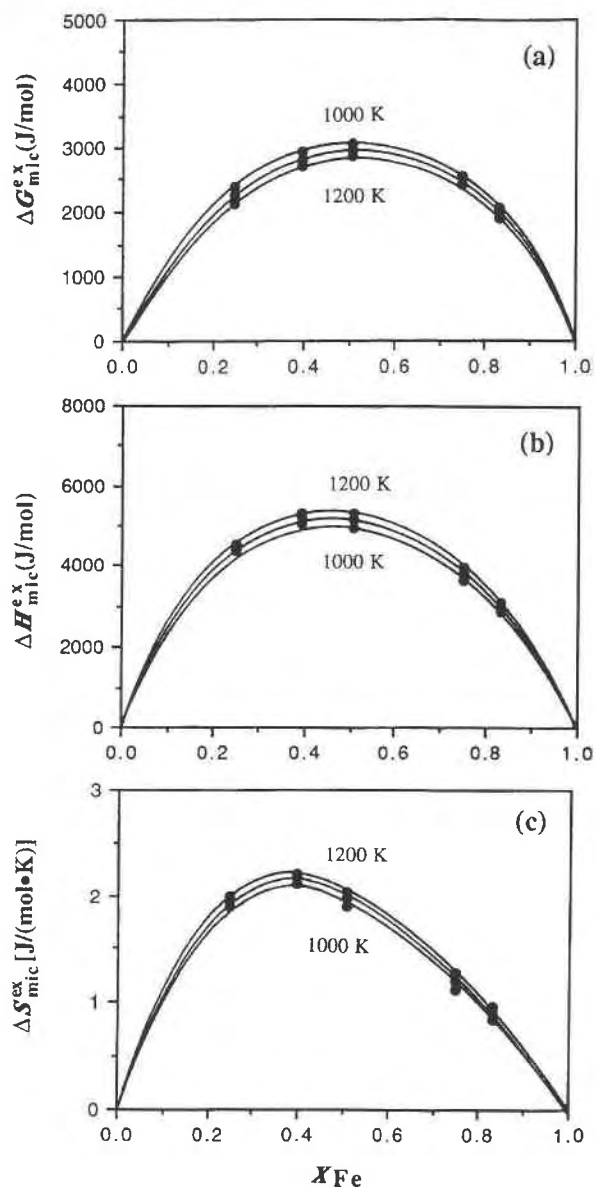 (a)
ΔG^ex_mic (J/mol)
5000
4000
3000
2000
1000
0
1000 K
1200 K
0.0 0.2 0.4 0.6 0.8 1.0
(b)
ΔH^ex_mic (J/mol)
8000
6000
4000
2000
0
1200 K
1000 K
0.0 0.2 0.4 0.6 0.8 1.0
(c)
ΔS^ex_mic [J/(mol•K)]
3
2
1
0
1200 K
1000 K
0.0 0.2 0.4 0.6 0.8 1.0
X_Fe